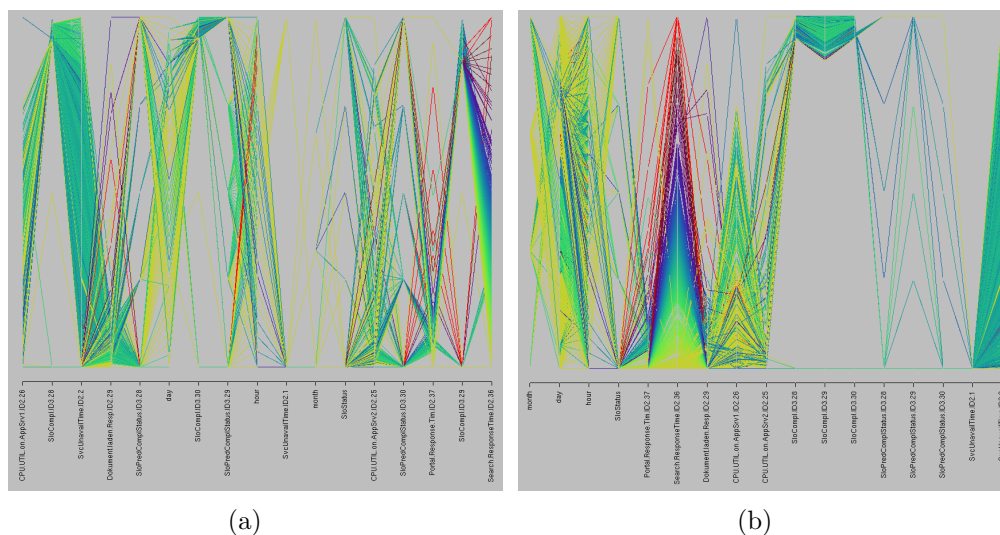 CPU.UTIL.on.AppSrv1.ID2.26
SloCompl.ID3.28
SvcUnavailTime.ID2.2
Dokumentladen.Resp.ID2.29
SloPredComplStatus.ID3.28
day
SloCompl.ID3.30
SloPredComplStatus.ID3.29
hour
SvcUnavailTime.ID2.1
month
SloStatus
CPU.UTIL.on.AppSrv2.ID2.25
SloPredComplStatus.ID3.30
Portal.Response.Tim.ID2.37
SloCompl.ID3.29
Search.ResponseTime.ID2.36
month
day
hour
SloStatus
Portal.Response.Tim.ID2.37
Search.ResponseTime.ID2.36
Dokumentladen.Resp.ID2.29
CPU.UTIL.on.AppSrv1.ID2.26
CPU.UTIL.on.AppSrv2.ID2.25
SloCompl.ID3.28
SloCompl.ID3.29
SloCompl.ID3.30
SloPredComplStatus.ID3.28
SloPredComplStatus.ID3.29
SloPredComplStatus.ID3.30
SvcUnavailTime.ID2.1
(a)
(b)